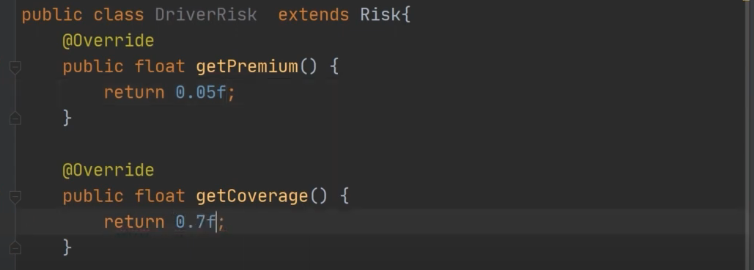 public class DriverRisk  extends Risk{
    @Override
    public float getPremium() {
        return 0.05f;
    }

    @Override
    public float getCoverage() {
        return 0.7f;
    }